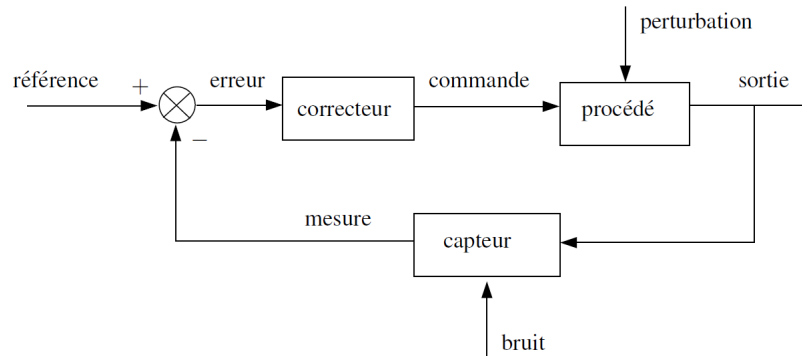 perturbation
référence
+
erreur
commande
sortie
correcteur
procédé
−
mesure
capteur
bruit